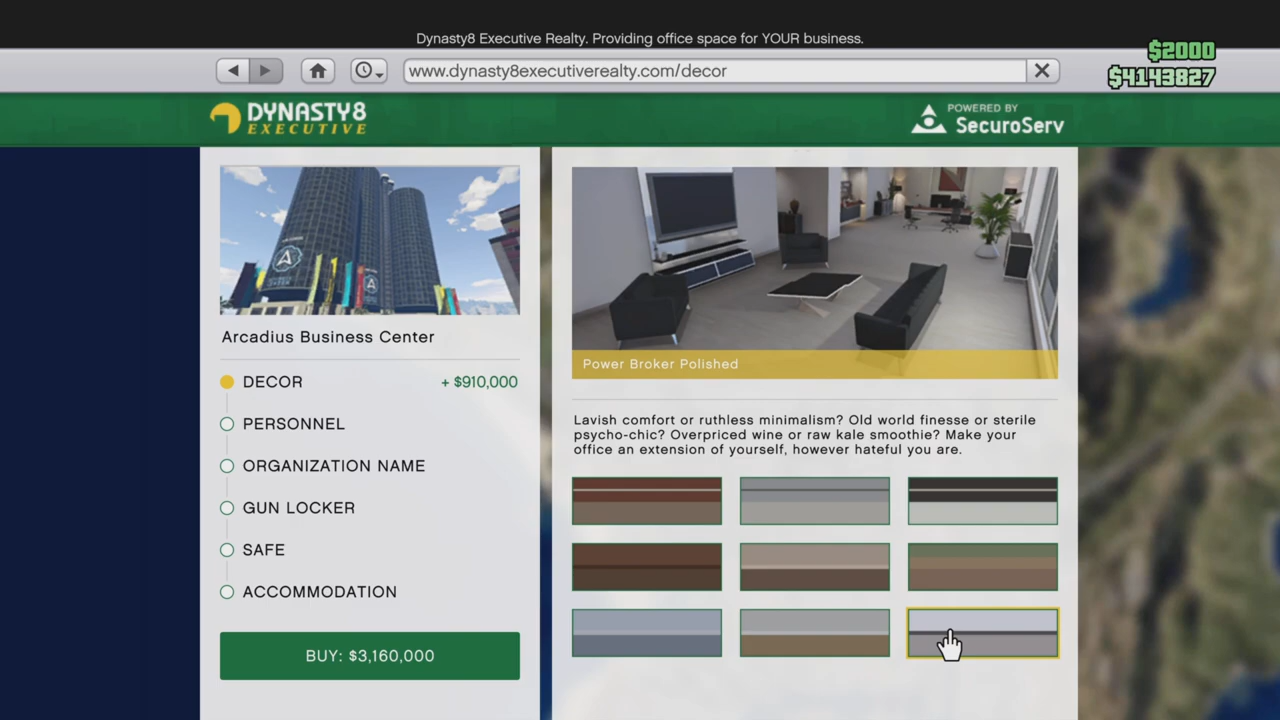 Dynasty8 Executive Realty. Providing office space for YOUR business.
$2000
www.dynasty8executiverealty.com/decor
$4143827
DYNASTY8
EXECUTIVE
POWERED BY
SecuroServ
Arcadius Business Center
DECOR + $910,000
PERSONNEL
ORGANIZATION NAME
GUN LOCKER
SAFE
ACCOMMODATION
BUY: $3,160,000
Power Broker Polished
Lavish comfort or ruthless minimalism? Old world finesse or sterile
psycho-chic? Overpriced wine or raw kale smoothie? Make your
office an extension of yourself, however hateful you are.